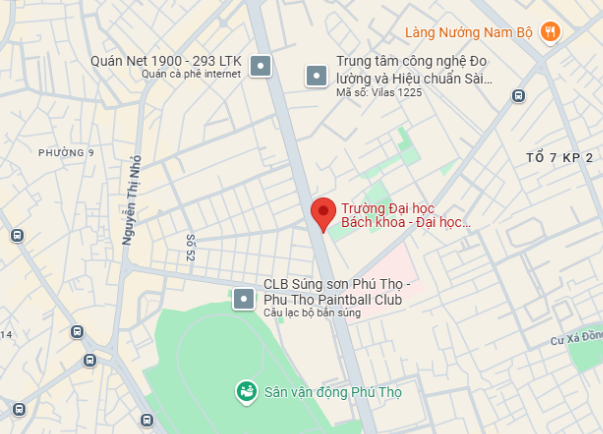 Làng Nướng Nam Bộ
Quán Net 1900 - 293 LTK
Quán cà phê internet
Trung tâm công nghệ Đo
lường và Hiệu chuẩn Sài...
Mã số: Vilas 1225
PHƯỜNG 9
TỔ 7 KP 2
Nguyễn Thị Nhỏ
Trường Đại học
Bách khoa - Đại học...
Số 52
CLB Súng sơn Phú Thọ -
Phu Tho Paintball Club
Câu lạc bộ bắn súng
14
Cư Xá Đồng
Sân vận động Phú Thọ